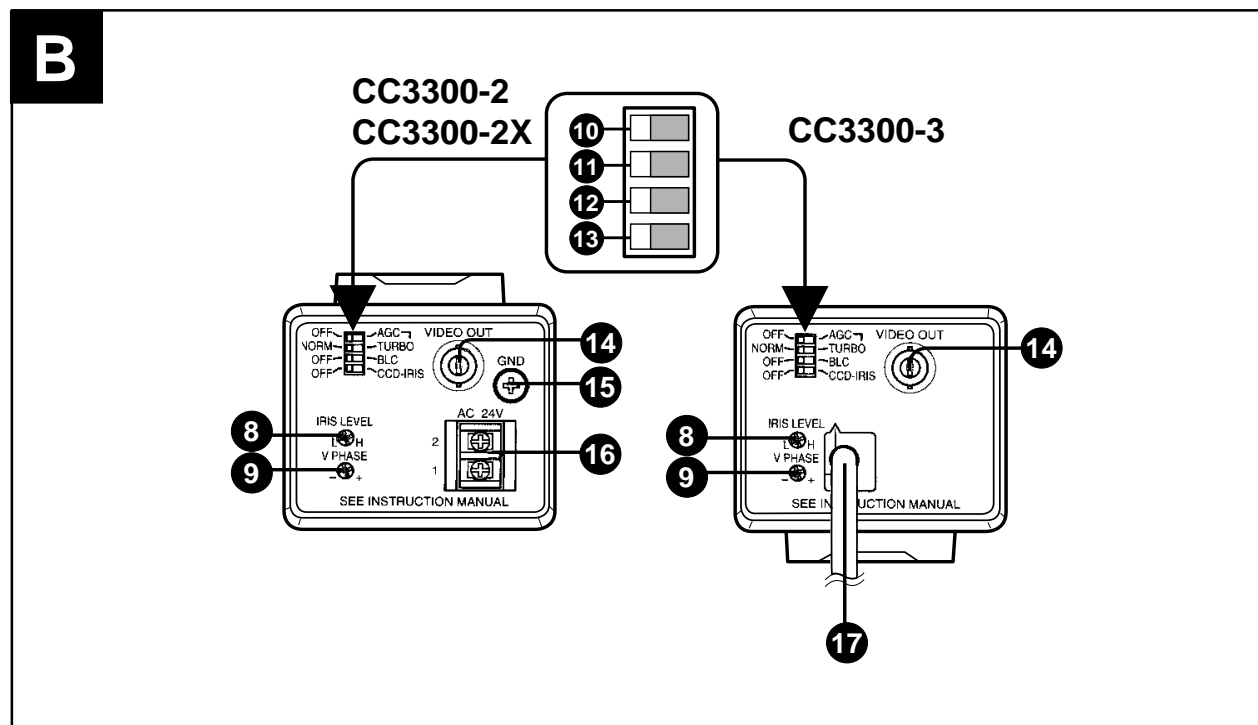 B
CC3300-2
CC3300-2X
CC3300-3
10
11
12
13
OFF AGC
NORM TURBO
OFF BLC
OFF CCD-IRIS
VIDEO OUT
14
GND
15
IRIS LEVEL
8
L H
V PHASE
9
- +
AC 24V
2
1
16
SEE INSTRUCTION MANUAL
OFF AGC
NORM TURBO
OFF BLC
OFF CCD-IRIS
VIDEO OUT
14
IRIS LEVEL
8
L H
V PHASE
9
- +
SEE IN UCTION MANUAL
17